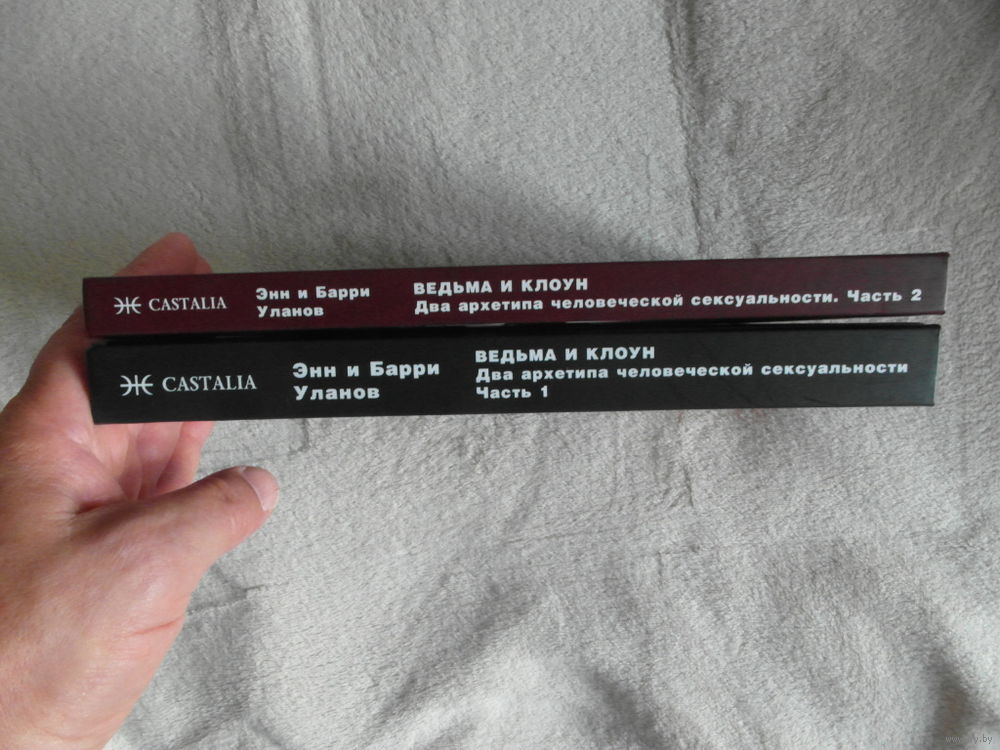 CASTALIA
Энн и Барри
Уланов
ВЕДЬМА И КЛОУН
Два архетипа человеческой сексуальности. Часть 2
CASTALIA
Энн и Барри
Уланов
ВЕДЬМА И КЛОУН
Два архетипа человеческой сексуальности
Часть 1